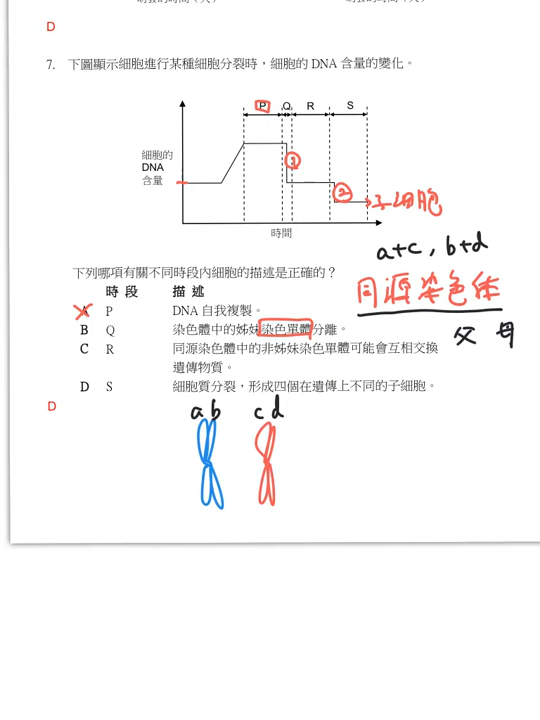 D
7. 下圖顯示細胞進行某種細胞分裂時，細胞的 DNA 含量的變化。
P Q R S
細胞的
DNA
含量
①
②
子細胞
時間
a+c , b+d
同源染色体
父 母
下列哪項有關不同時段內細胞的描述是正確的？
時 段 描 述
A P DNA 自我複製。
B Q 染色體中的姊妹染色單體分離。
C R 同源染色體中的非姊妹染色單體可能會互相交換
遺傳物質。
D S 細胞質分裂，形成四個在遺傳上不同的子細胞。
D
a b c d